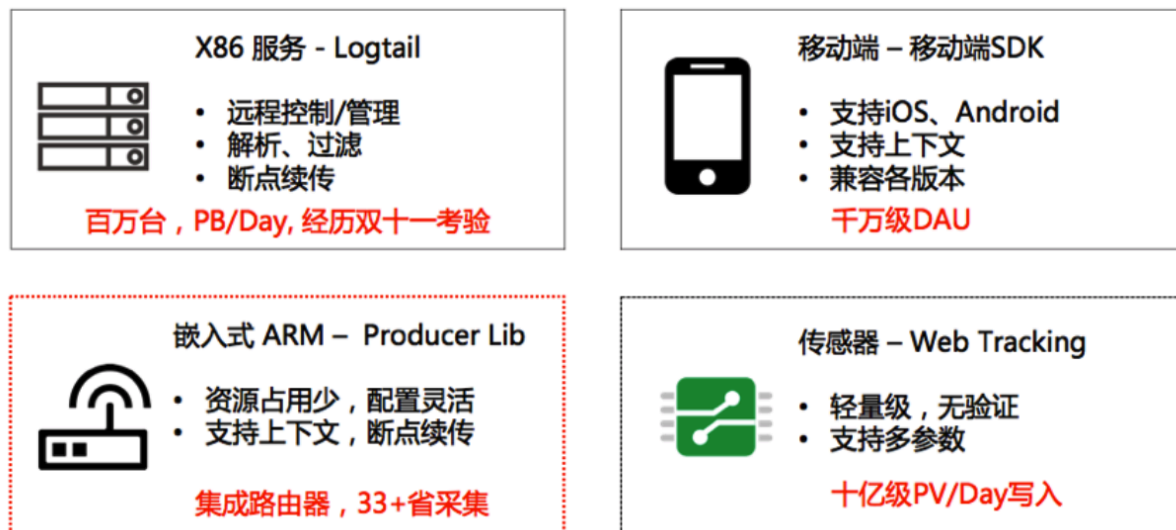 X86 服务 - Logtail
• 远程控制/管理
• 解析、过滤
• 断点续传
百万台，PB/Day, 经历双十一考验
移动端 – 移动端SDK
• 支持iOS、Android
• 支持上下文
• 兼容各版本
千万级DAU
嵌入式 ARM – Producer Lib
• 资源占用少，配置灵活
• 支持上下文，断点续传
集成路由器，33+省采集
传感器 – Web Tracking
• 轻量级，无验证
• 支持多参数
十亿级PV/Day写入